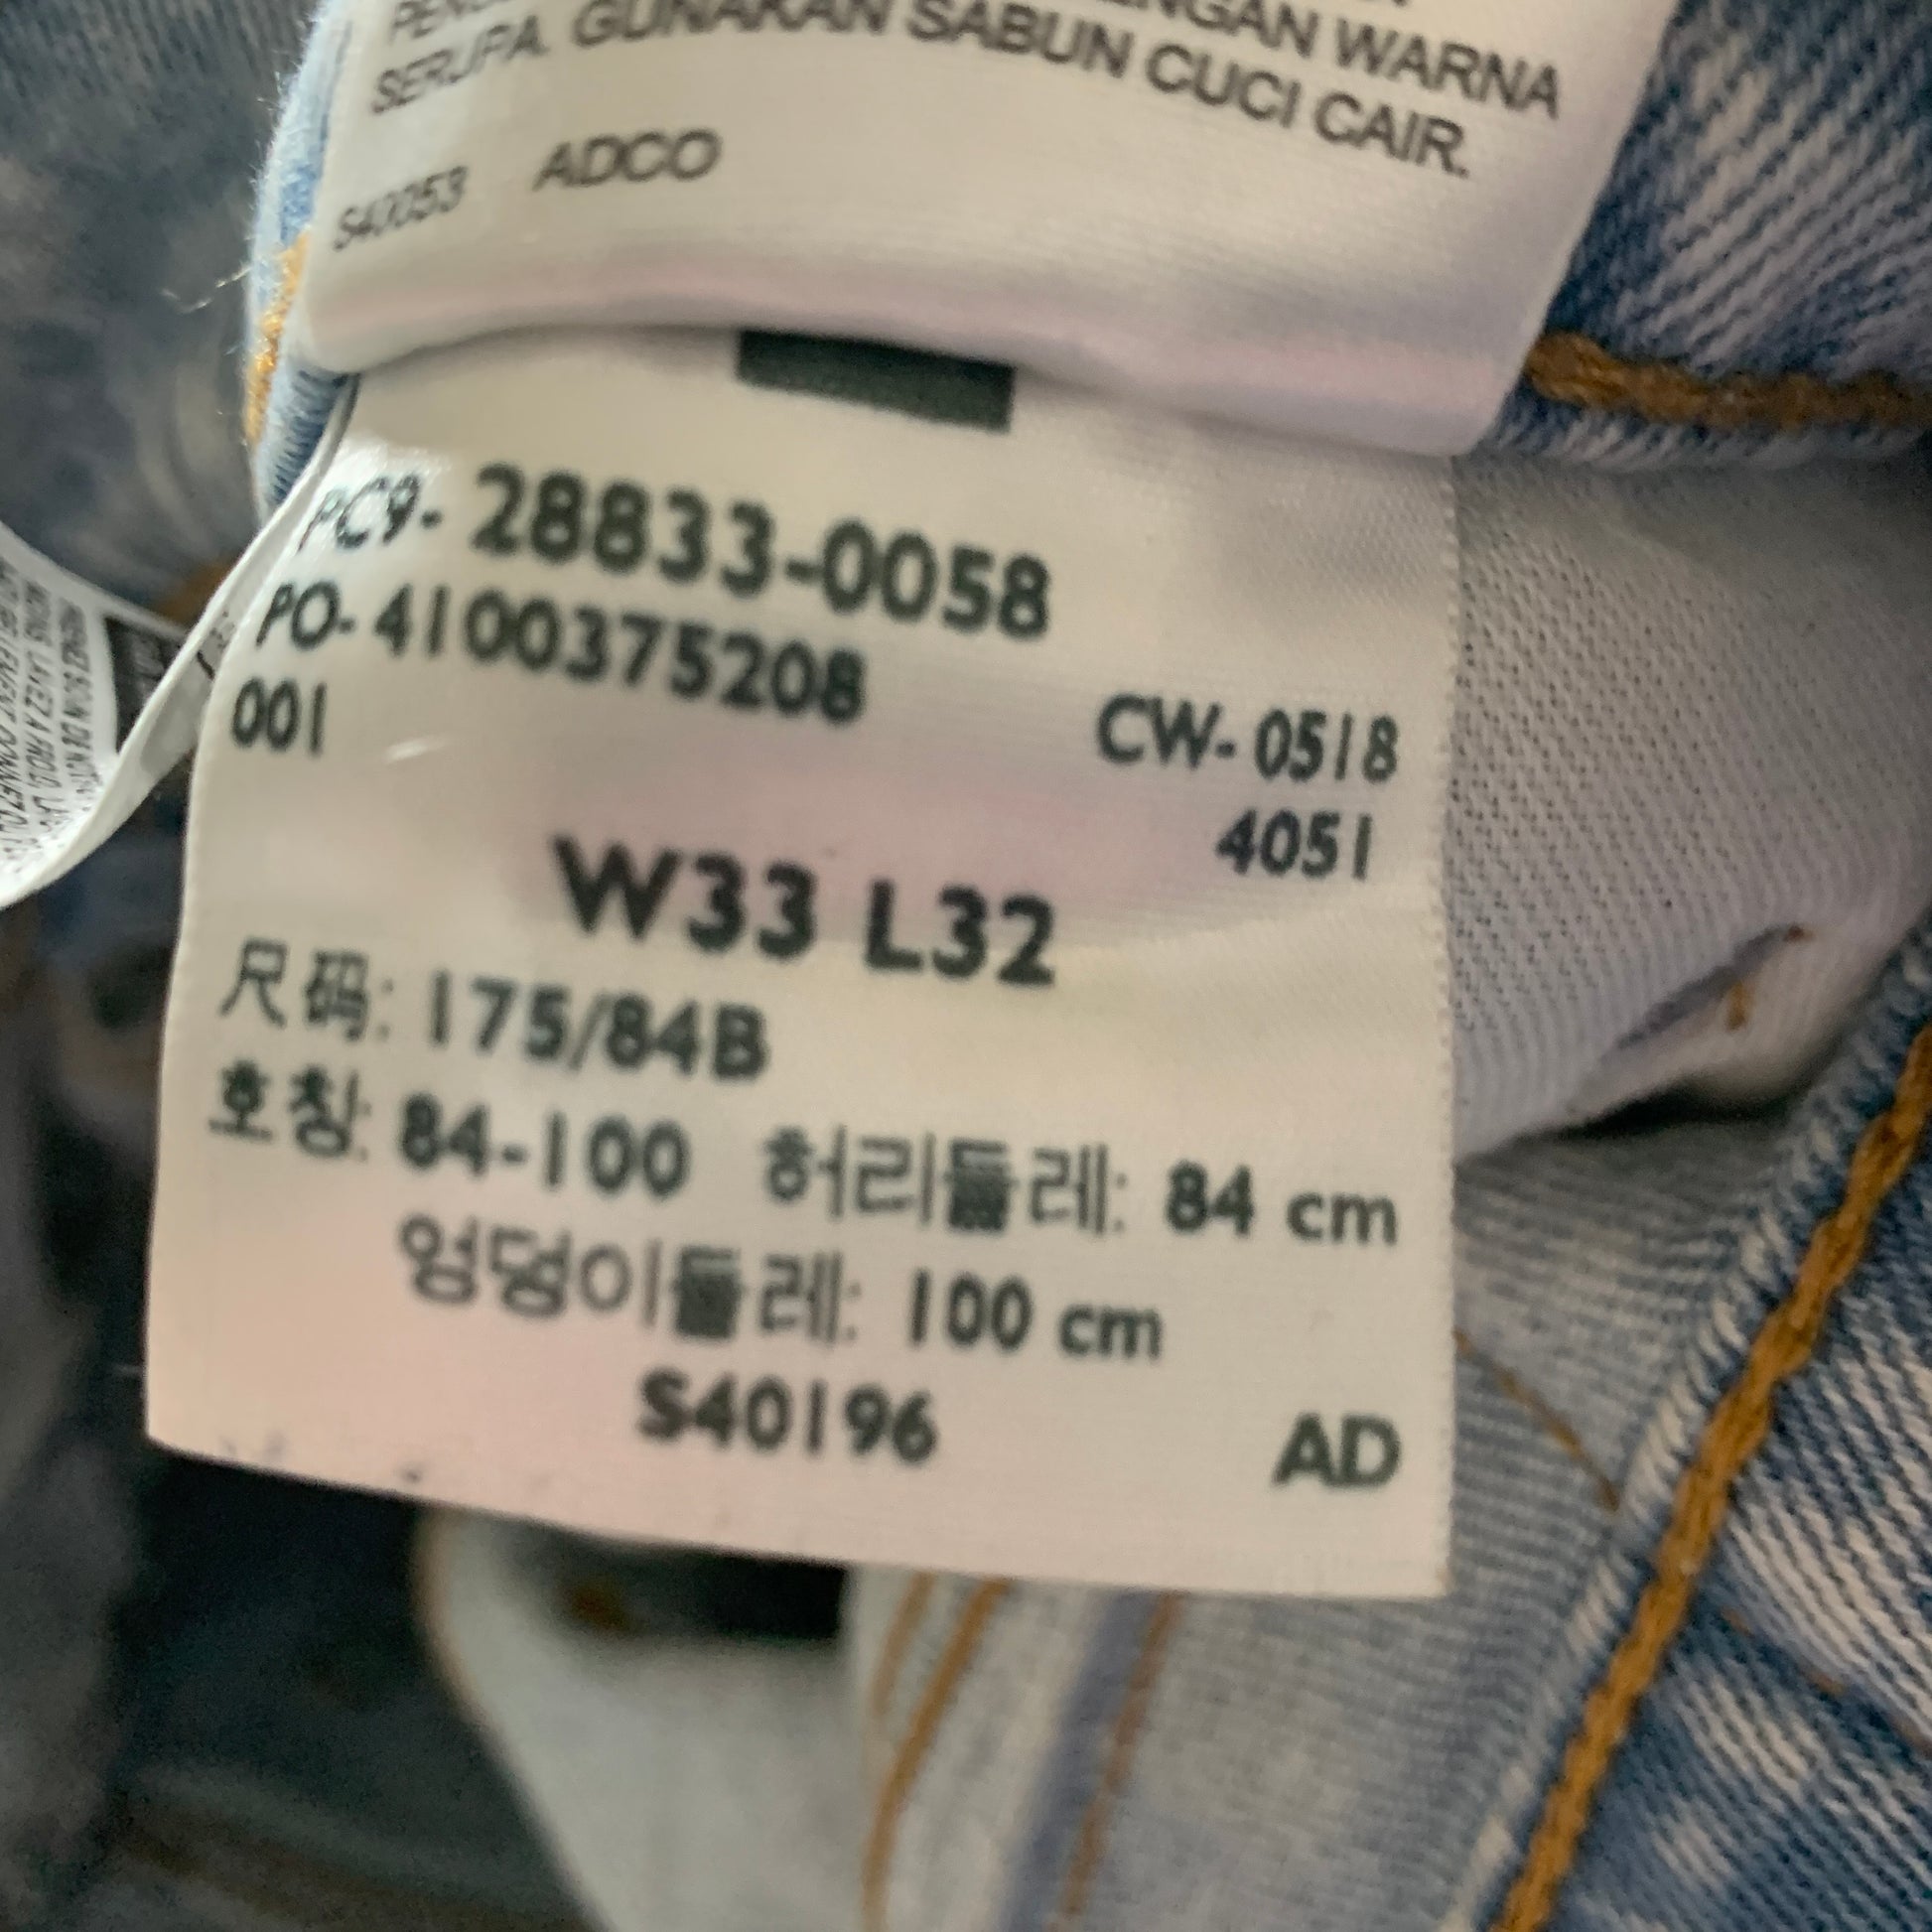 WARNA
SERUPA. GUNAKAN SABUN CUCI CAIR.
S40053 ADCO
PC9- 28833-0058
PO- 4100375208
001 CW- 0518
4051
W33 L32
尺码: 175/84B
호칭: 84-100 허리둘레: 84 cm
엉덩이둘레: 100 cm
S40196 AD